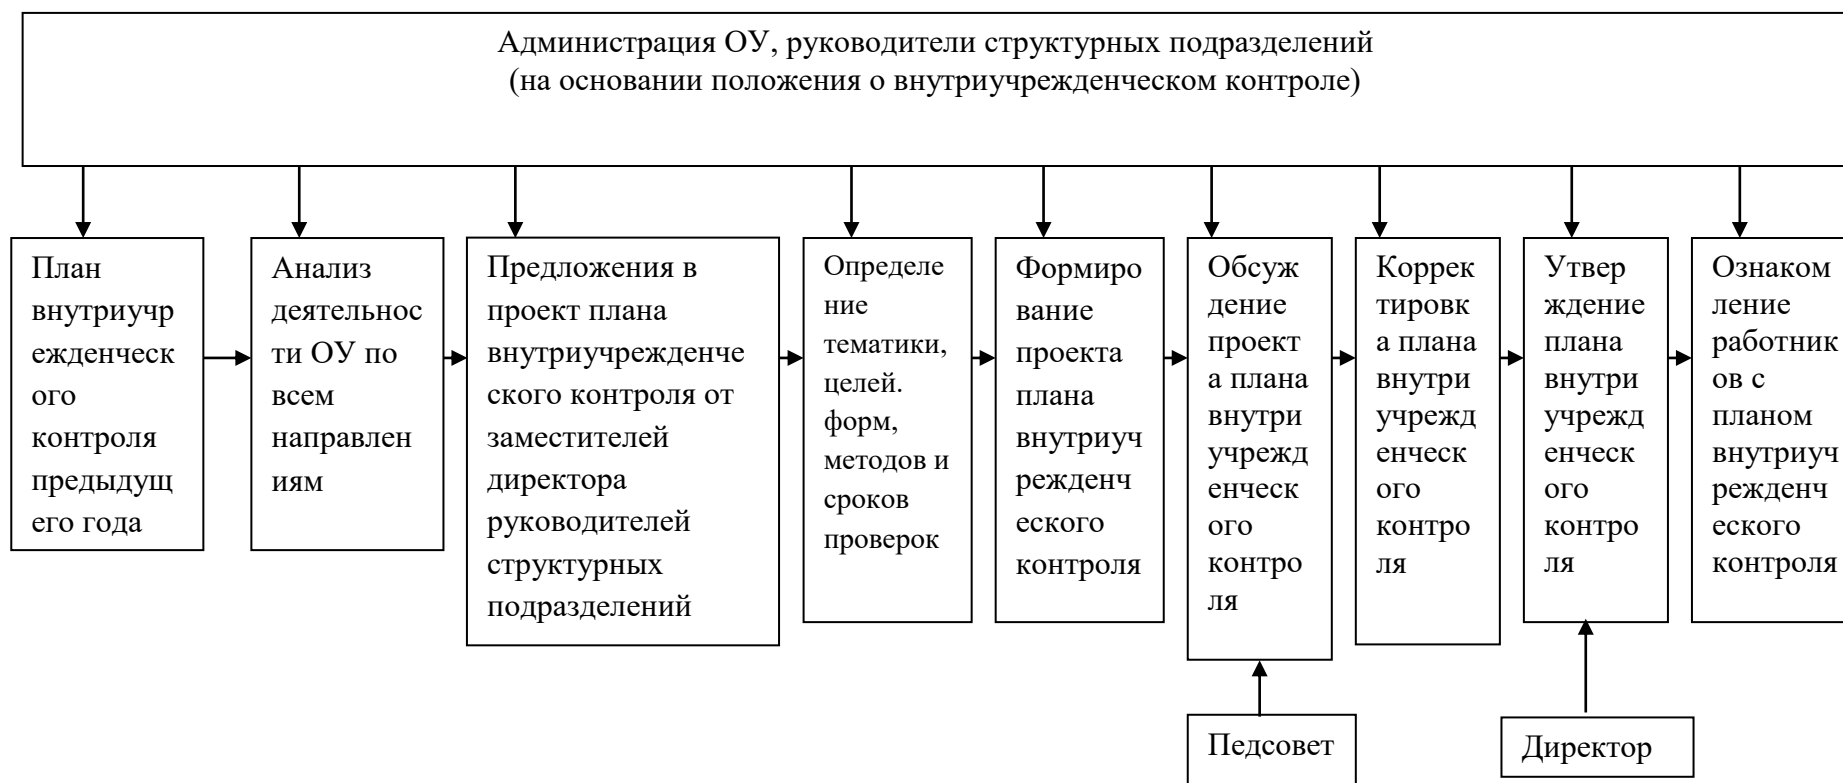 Администрация ОУ, руководители структурных подразделений
(на основании положения о внутриучрежденческом контроле)
План
внутриучр
ежденческ
ого
контроля
предыдущ
его года
Анализ
деятельнос
ти ОУ по
всем
направлен
иям
Предложения в
проект плана
внутриучрежденче
ского контроля от
заместителей
директора
руководителей
структурных
подразделений
Определе
ние
тематики,
целей.
форм,
методов и
сроков
проверок
Формиро
вание
проекта
плана
внутриуч
режденч
еского
контроля
Обсуж
дение
проект
а плана
внутри
учрежд
енческ
ого
контро
ля
Коррек
тировк
а плана
внутри
учрежд
енческ
ого
контро
ля
Утвер
ждение
плана
внутри
учрежд
енческ
ого
контро
ля
Ознаком
ление
работник
ов с
планом
внутриуч
режденч
еского
контроля
Педсовет
Директор